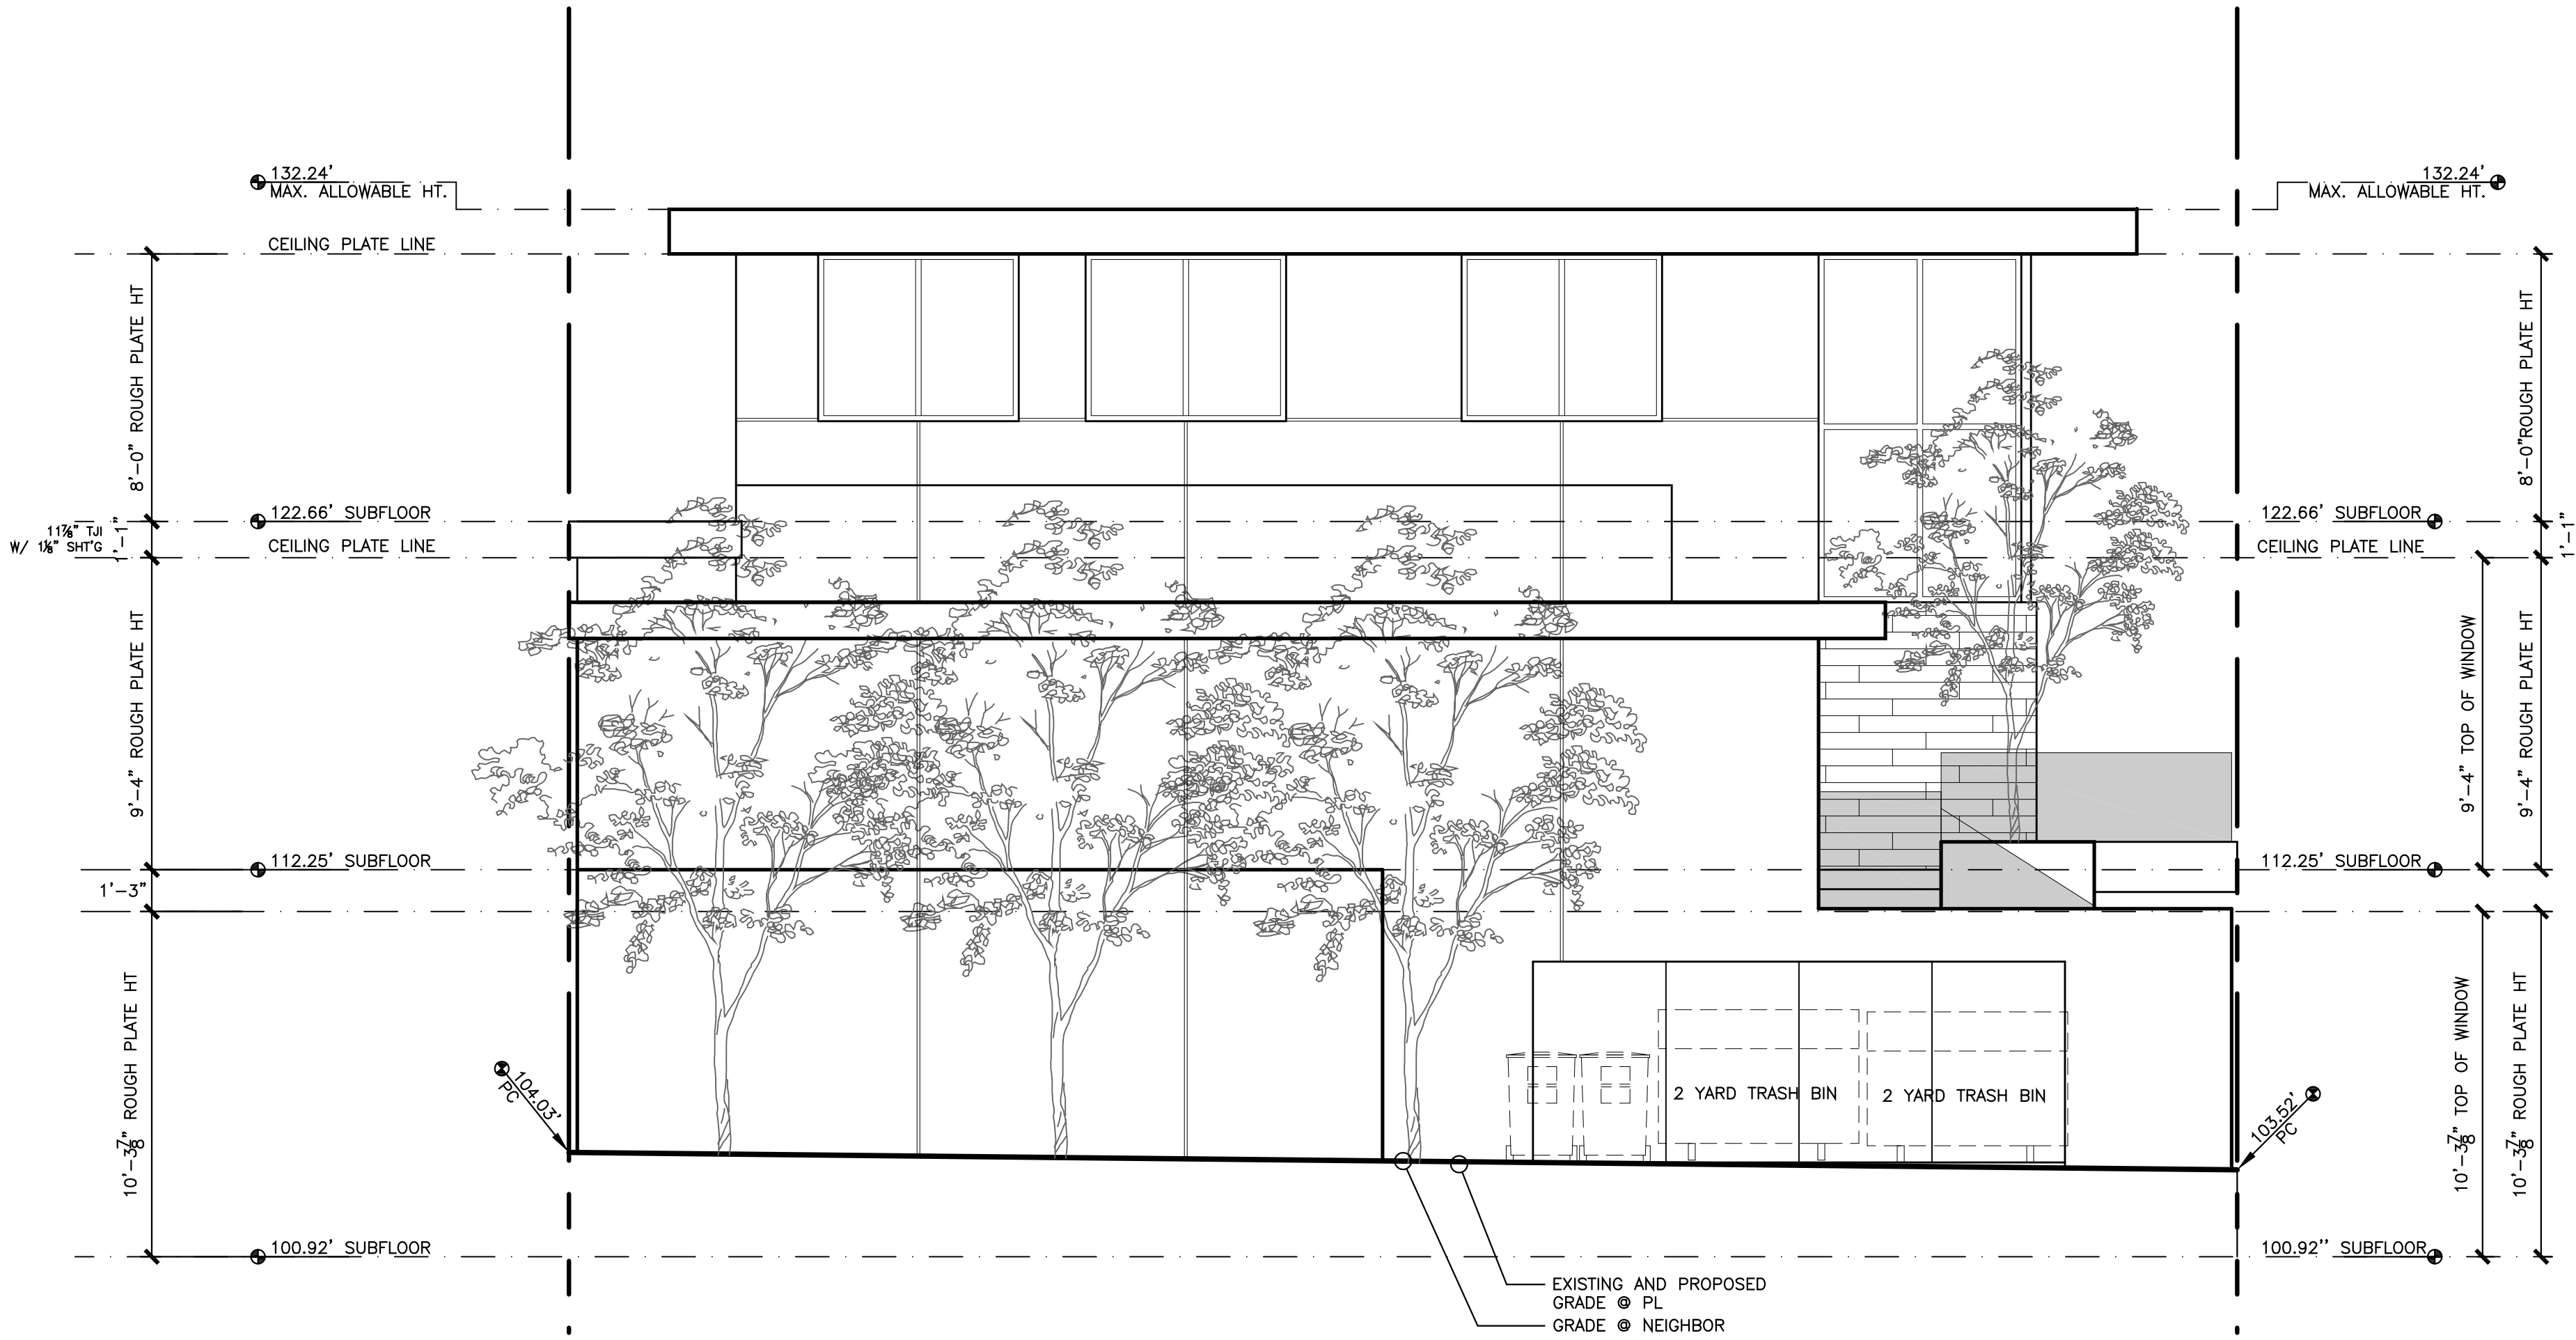 132.24'
MAX. ALLOWABLE HT.
132.24'
MAX. ALLOWABLE HT.
CEILING PLATE LINE
8'-0" ROUGH PLATE HT
8'-0"ROUGH PLATE HT
122.66' SUBFLOOR
122.66' SUBFLOOR
11⅞" TJI
W/ 1⅛" SHT'G
1'-1"
1'-1"
CEILING PLATE LINE
CEILING PLATE LINE
9'-4" ROUGH PLATE HT
9'-4" TOP OF WINDOW
9'-4" ROUGH PLATE HT
112.25' SUBFLOOR
112.25' SUBFLOOR
1'-3"
10'-3⅞" ROUGH PLATE HT
10'-3⅞" TOP OF WINDOW
10'-3⅞" ROUGH PLATE HT
104.03'
PC
2 YARD TRASH BIN
2 YARD TRASH BIN
103.52'
PC
100.92' SUBFLOOR
100.92'' SUBFLOOR
EXISTING AND PROPOSED
GRADE @ PL
GRADE @ NEIGHBOR